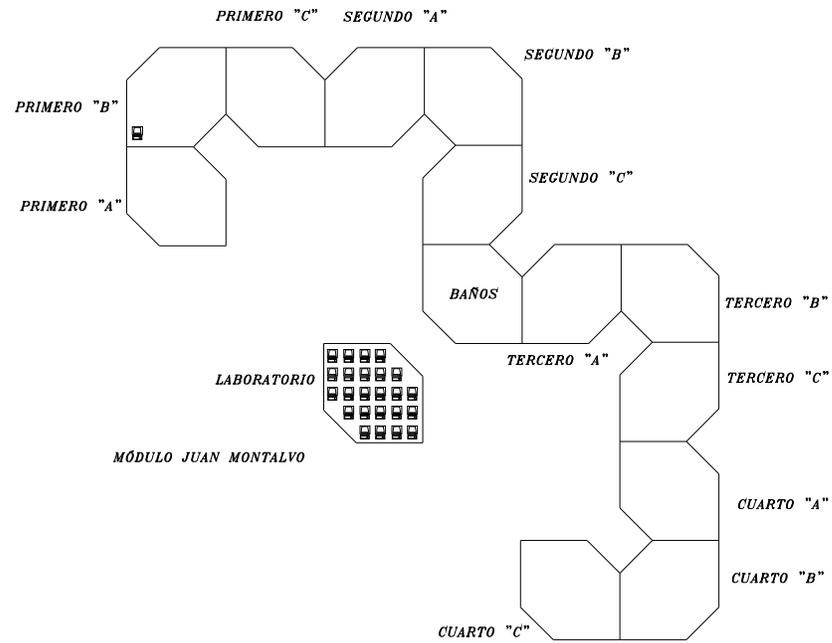 PRIMERO "C"
SEGUNDO "A"
SEGUNDO "B"
PRIMERO "B"
SEGUNDO "C"
PRIMERO "A"
BAÑOS
TERCERO "B"
TERCERO "A"
LABORATORIO
TERCERO "C"
MÓDULO JUAN MONTALVO
CUARTO "A"
CUARTO "B"
CUARTO "C"